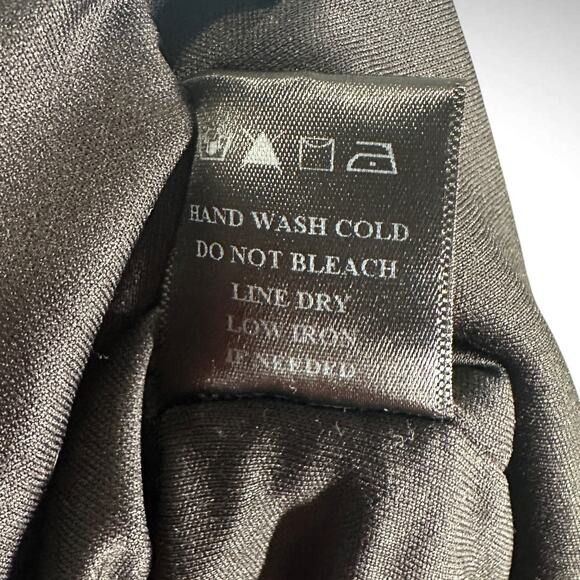 HAND WASH COLD
DO NOT BLEACH
LINE DRY
LOW IRON
IF NEEDED